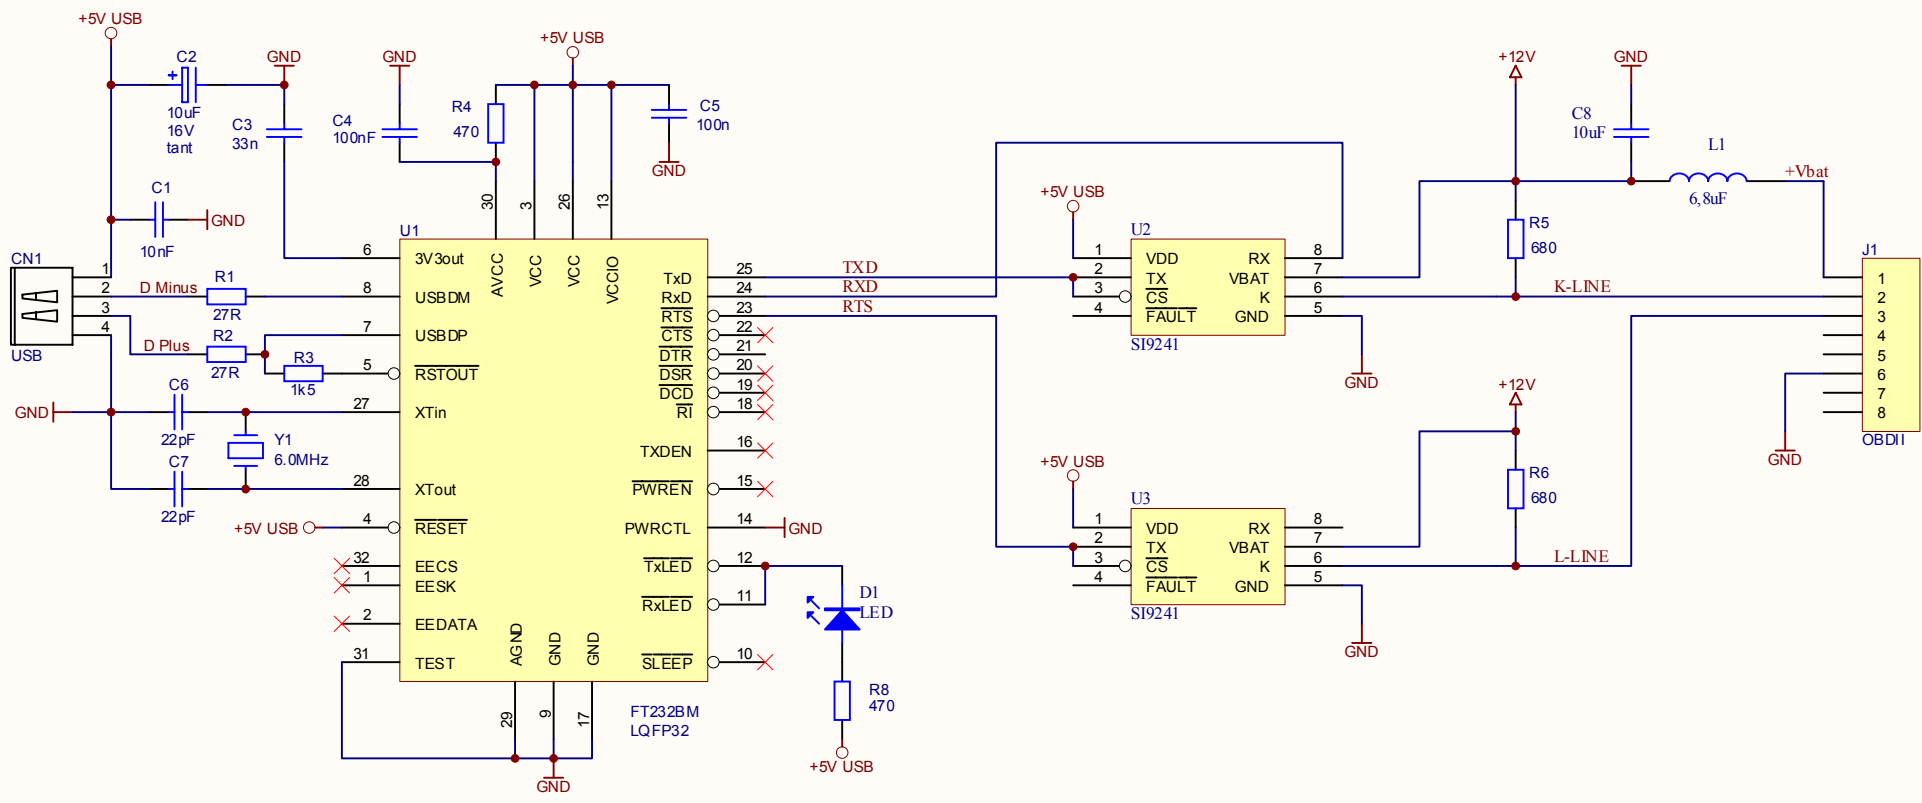 +5V USB
C2
+
10uF
16V
tant
GND
C3
33n
C1
10nF
GND
CN1
USB
1
2
3
4
D Minus
R1
27R
D Plus
R2
27R
R3
1k5
C6
22pF
C7
22pF
GND
Y1
6.0MHz
+5V USB
GND
C4
100nF
R4
470
+5V USB
C5
100n
GND
30
3
26
13
U1
AVCC
VCC
VCC
VCCIO
6
3V3out
8
USBDM
7
USBDP
5
RSTOUT
27
XTin
28
XTout
4
RESET
32
EECS
1
EESK
2
EEDATA
31
TEST
AGND
GND
GND
29
9
17
GND
TxD
25
RxD
24
RTS
23
CTS
22
DTR
21
DSR
20
DCD
19
RI
18
TXDEN
16
PWREN
15
PWRCTL
14
GND
TxLED
12
RxLED
11
SLEEP
10
FT232BM
LQFP32
D1
LED
R8
470
+5V USB
TXD
RXD
RTS
+5V USB
U2
1
VDD
2
TX
3
CS
4
FAULT
RX
8
VBAT
7
K
6
GND
5
SI9241
GND
+5V USB
U3
1
VDD
2
TX
3
CS
4
FAULT
RX
8
VBAT
7
K
6
GND
5
SI9241
GND
+12V
R5
680
K-LINE
+12V
R6
680
L-LINE
GND
C8
10uF
L1
6,8uF
+Vbat
J1
1
2
3
4
5
6
7
8
OBDII
GND